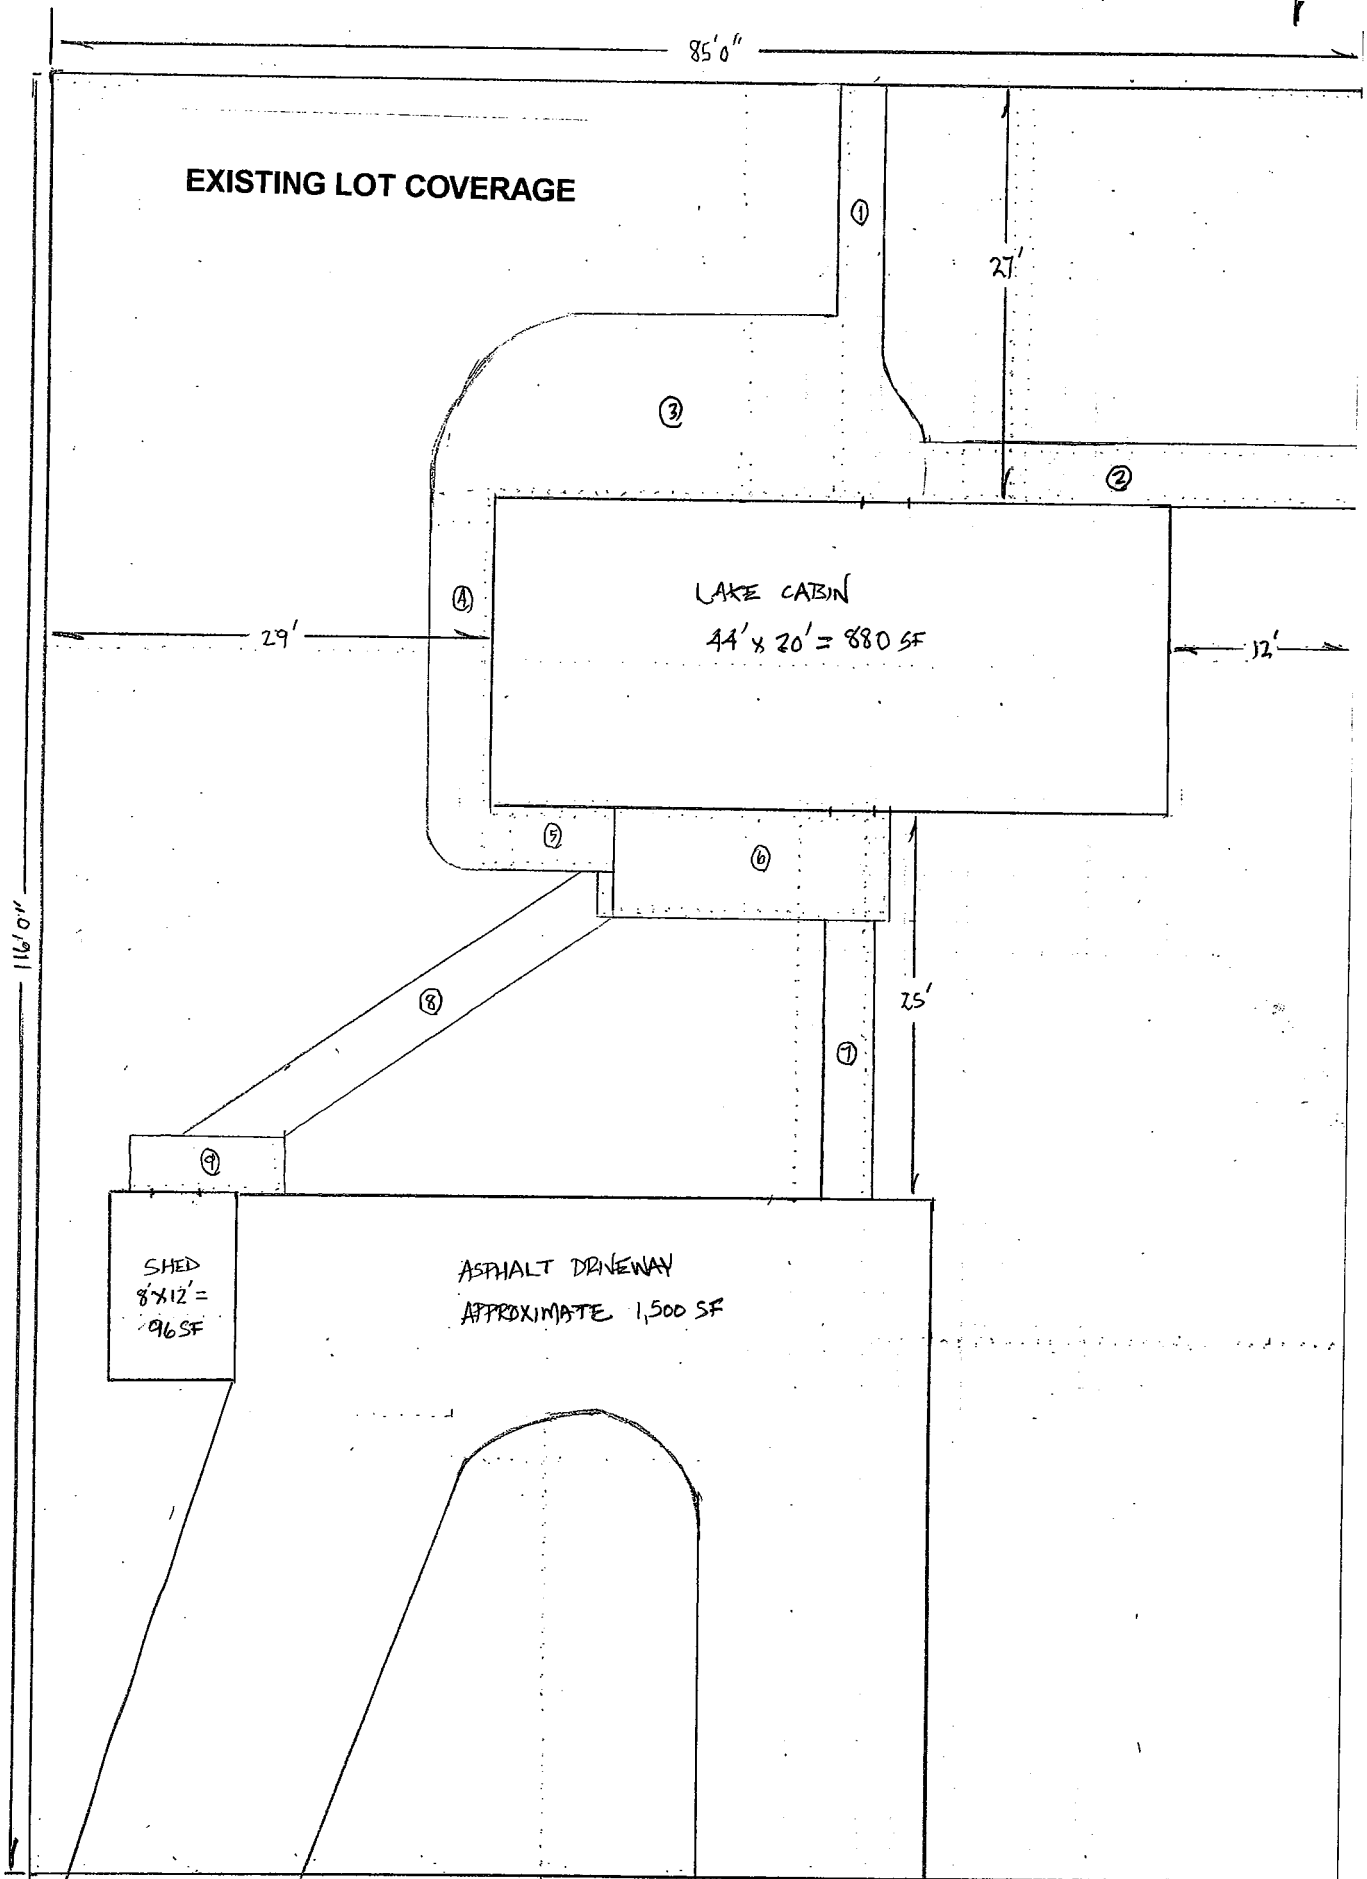 85'0"
EXISTING LOT COVERAGE
①
27'
③
②
④
LAKE CABIN
44' x 20' = 880 SF
29'
12'
⑤
⑥
116'0"
⑧
25'
⑦
⑨
SHED
8'x12' =
96 SF
ASPHALT DRIVEWAY
APPROXIMATE 1,500 SF